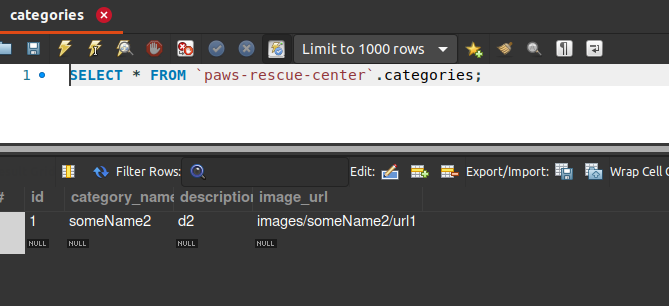 categories
Limit to 1000 rows
1 SELECT * FROM `paws-rescue-center`.categories;
Filter Rows: Edit: Export/Import: Wrap Cell C
# id category_name description image_url
1 someName2 d2 images/someName2/url1
NULL NULL NULL NULL